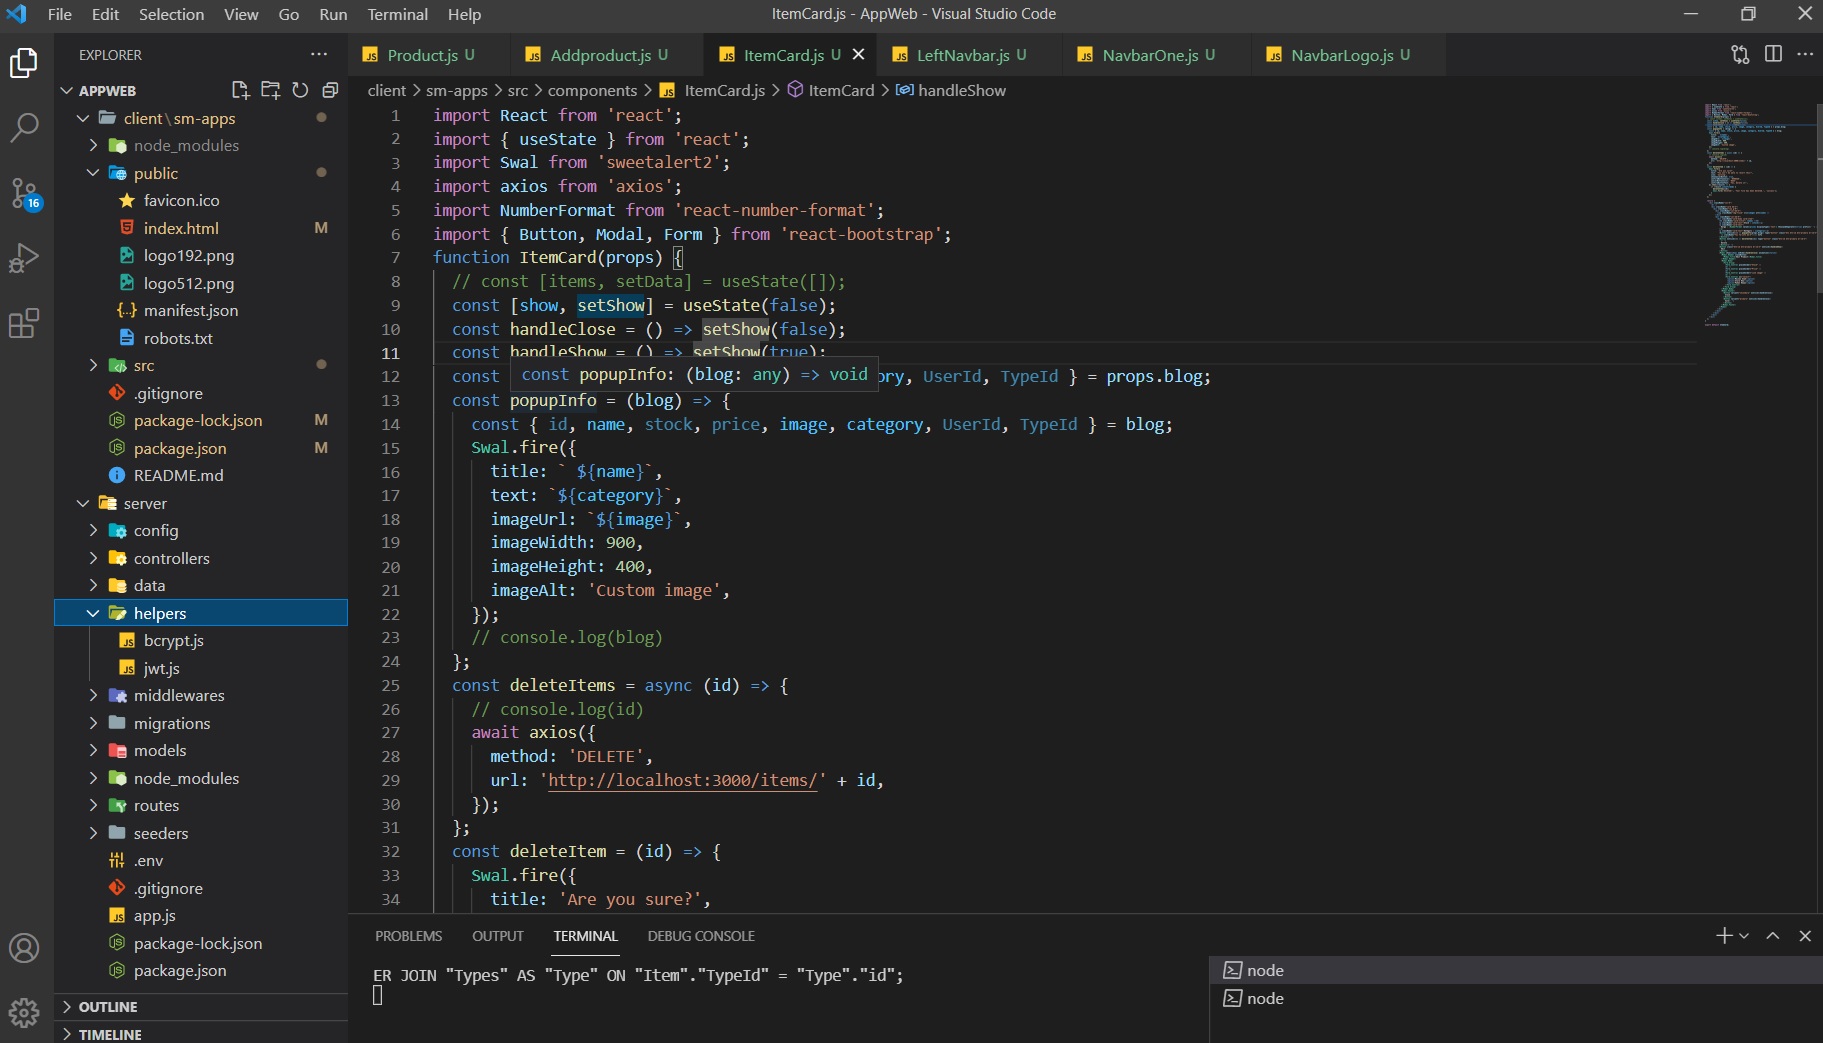 File Edit Selection View Go Run Terminal Help
ItemCard.js - AppWeb - Visual Studio Code
EXPLORER
APPWEB
client\sm-apps
node_modules
public
favicon.ico
index.html M
logo192.png
logo512.png
manifest.json
robots.txt
src
.gitignore
package-lock.json M
package.json M
README.md
server
config
controllers
data
helpers
bcrypt.js
jwt.js
middlewares
migrations
models
node_modules
routes
seeders
.env
.gitignore
app.js
package-lock.json
package.json
OUTLINE
TIMELINE
16
Product.js U Addproduct.js U ItemCard.js U LeftNavbar.js U NavbarOne.js U NavbarLogo.js U
client > sm-apps > src > components > ItemCard.js > ItemCard > handleShow
1 import React from 'react';
2 import { useState } from 'react';
3 import Swal from 'sweetalert2';
4 import axios from 'axios';
5 import NumberFormat from 'react-number-format';
6 import { Button, Modal, Form } from 'react-bootstrap';
7 function ItemCard(props) {
8 // const [items, setData] = useState([]);
9 const [show, setShow] = useState(false);
10 const handleClose = () => setShow(false);
11 const handleShow = () => setShow(true);
const popupInfo: (blog: any) => void
12 const ory, UserId, TypeId } = props.blog;
13 const popupInfo = (blog) => {
14 const { id, name, stock, price, image, category, UserId, TypeId } = blog;
15 Swal.fire({
16 title: ` ${name}`,
17 text: `${category}`,
18 imageUrl: `${image}`,
19 imageWidth: 900,
20 imageHeight: 400,
21 imageAlt: 'Custom image',
22 });
23 // console.log(blog)
24 };
25 const deleteItems = async (id) => {
26 // console.log(id)
27 await axios({
28 method: 'DELETE',
29 url: 'http://localhost:3000/items/' + id,
30 });
31 };
32 const deleteItem = (id) => {
33 Swal.fire({
34 title: 'Are you sure?',
PROBLEMS OUTPUT TERMINAL DEBUG CONSOLE
ER JOIN "Types" AS "Type" ON "Item"."TypeId" = "Type"."id";
node
node